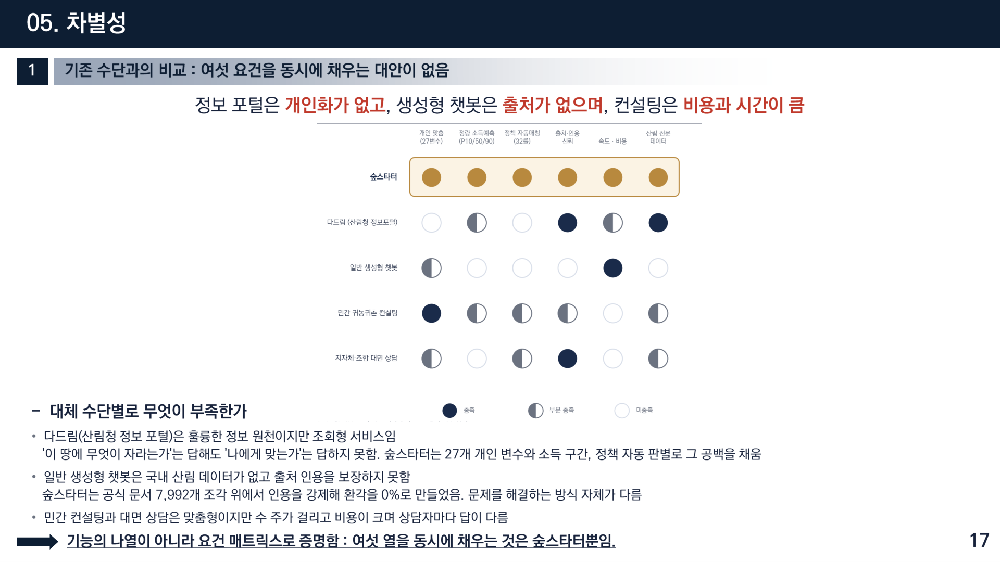 05. 차별성
1
기존 수단과의 비교 : 여섯 요건을 동시에 채우는 대안이 없음
정보 포털은 개인화가 없고, 생성형 챗봇은 출처가 없으며, 컨설팅은 비용과 시간이 큼
개인 맞춤
(27변수)
정량 소득예측
(P10/50/90)
정책 자동매칭
(32룰)
출처·인용
신뢰
속도 · 비용
산림 전문
데이터
숲스타터
다드림 (산림청 정보포털)
일반 생성형 챗봇
민간 귀농귀촌 컨설팅
지자체·조합 대면 상담
충족
부분 충족
미충족
– 대체 수단별로 무엇이 부족한가
• 다드림(산림청 정보 포털)은 훌륭한 정보 원천이지만 조회형 서비스임
'이 땅에 무엇이 자라는가'는 답해도 '나에게 맞는가'는 답하지 못함. 숲스타터는 27개 개인 변수와 소득 구간, 정책 자동 판별로 그 공백을 채움
• 일반 생성형 챗봇은 국내 산림 데이터가 없고 출처 인용을 보장하지 못함
숲스타터는 공식 문서 7,992개 조각 위에서 인용을 강제해 환각을 0%로 만들었음. 문제를 해결하는 방식 자체가 다름
• 민간 컨설팅과 대면 상담은 맞춤형이지만 수 주가 걸리고 비용이 크며 상담자마다 답이 다름
기능의 나열이 아니라 요건 매트릭스로 증명함 : 여섯 열을 동시에 채우는 것은 숲스타터뿐임.
17